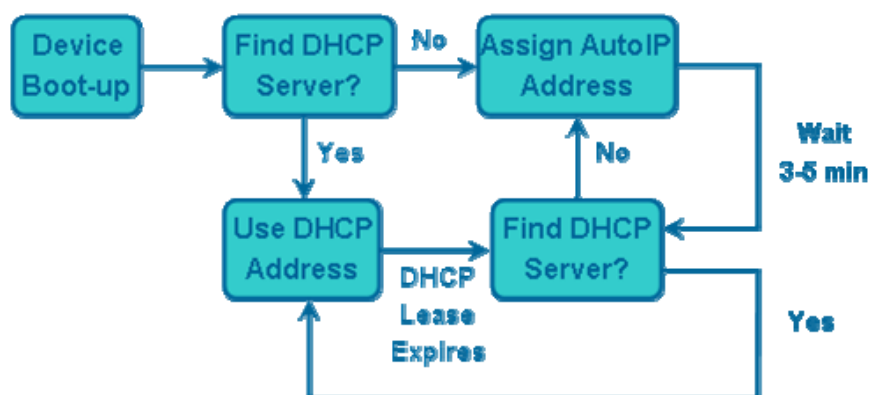 Device
Boot-up
Find DHCP
Server?
No
Assign AutoIP
Address
Yes
No
Wait
3-5 min
Use DHCP
Address
DHCP
Lease
Expires
Find DHCP
Server?
Yes